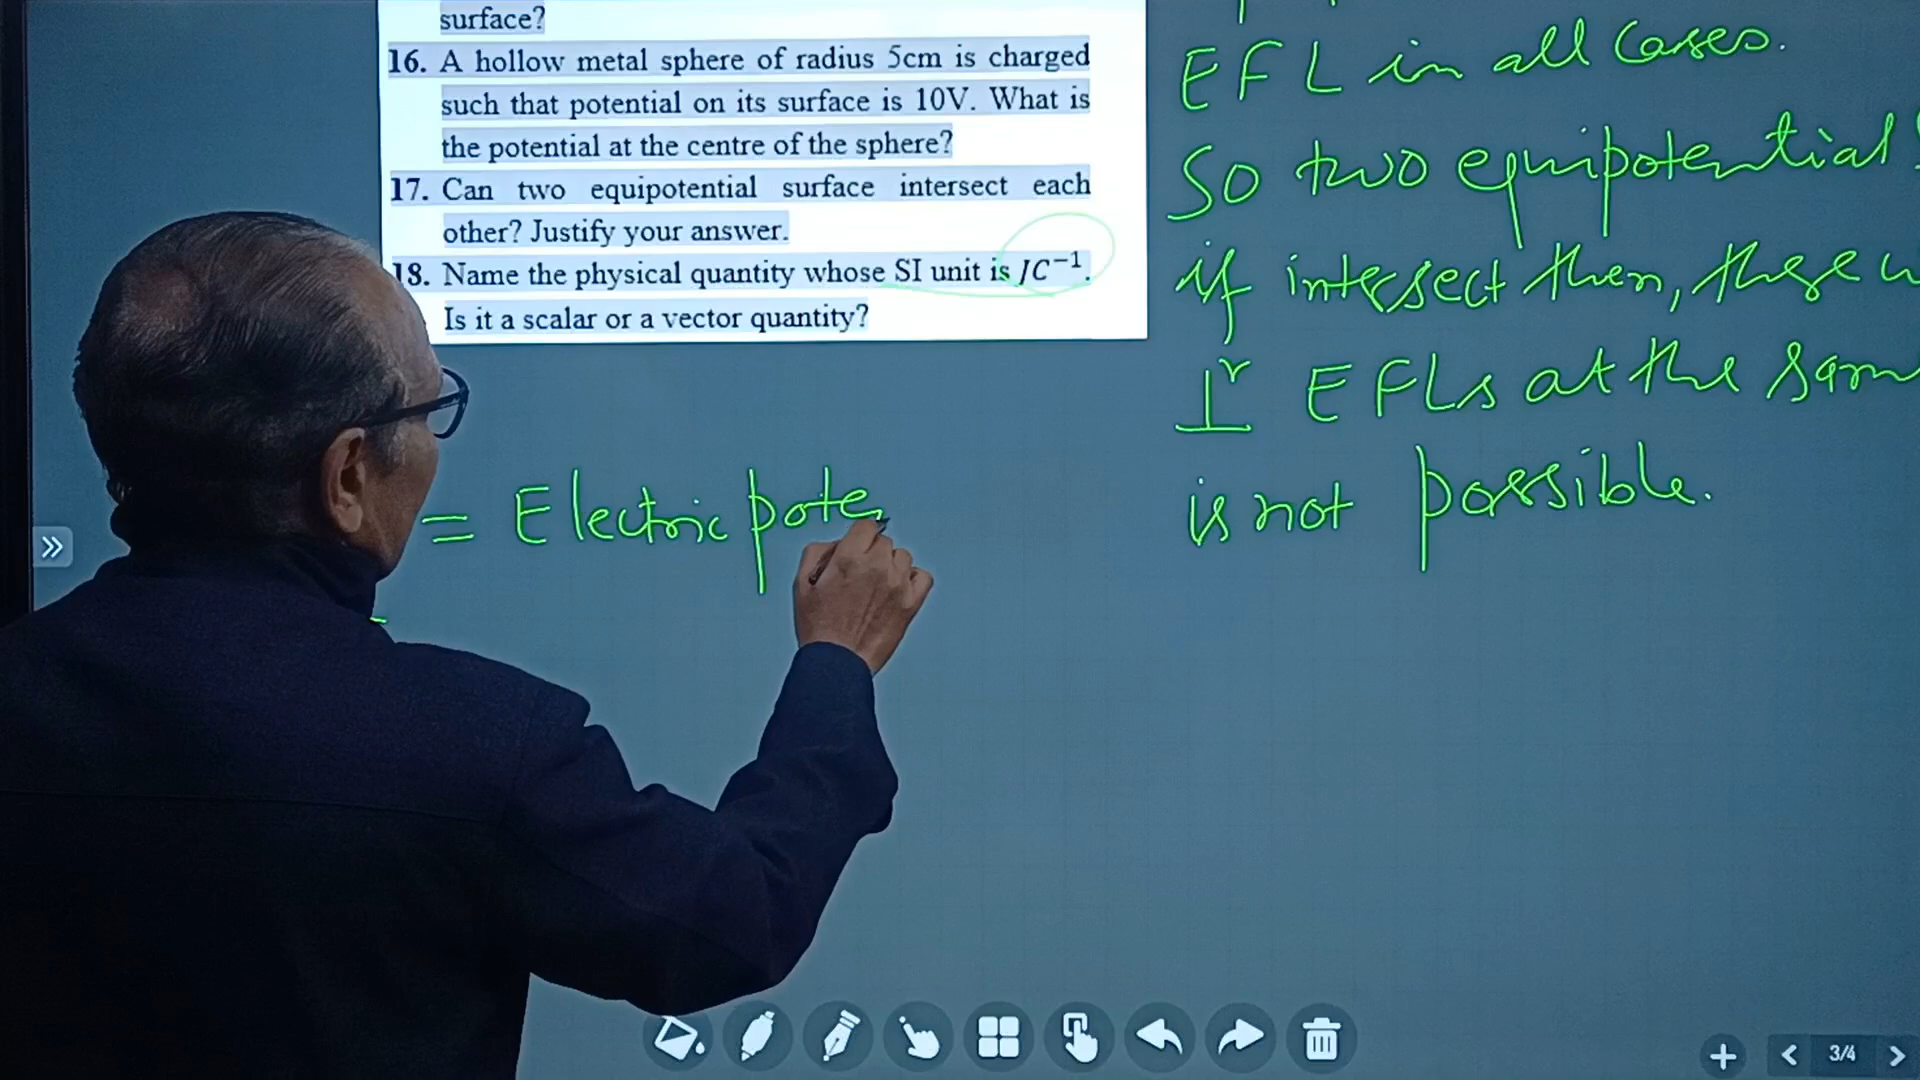 surface?
16. A hollow metal sphere of radius 5cm is charged
such that potential on its surface is 10V. What is
the potential at the centre of the sphere?
17. Can two equipotential surface intersect each
other? Justify your answer.
18. Name the physical quantity whose SI unit is JC⁻¹.
Is it a scalar or a vector quantity?
= Electric pote
EFL in all cases.
So two equipotential
if intersect then, these
⊥r EFLs at the
is not possible.
3/4